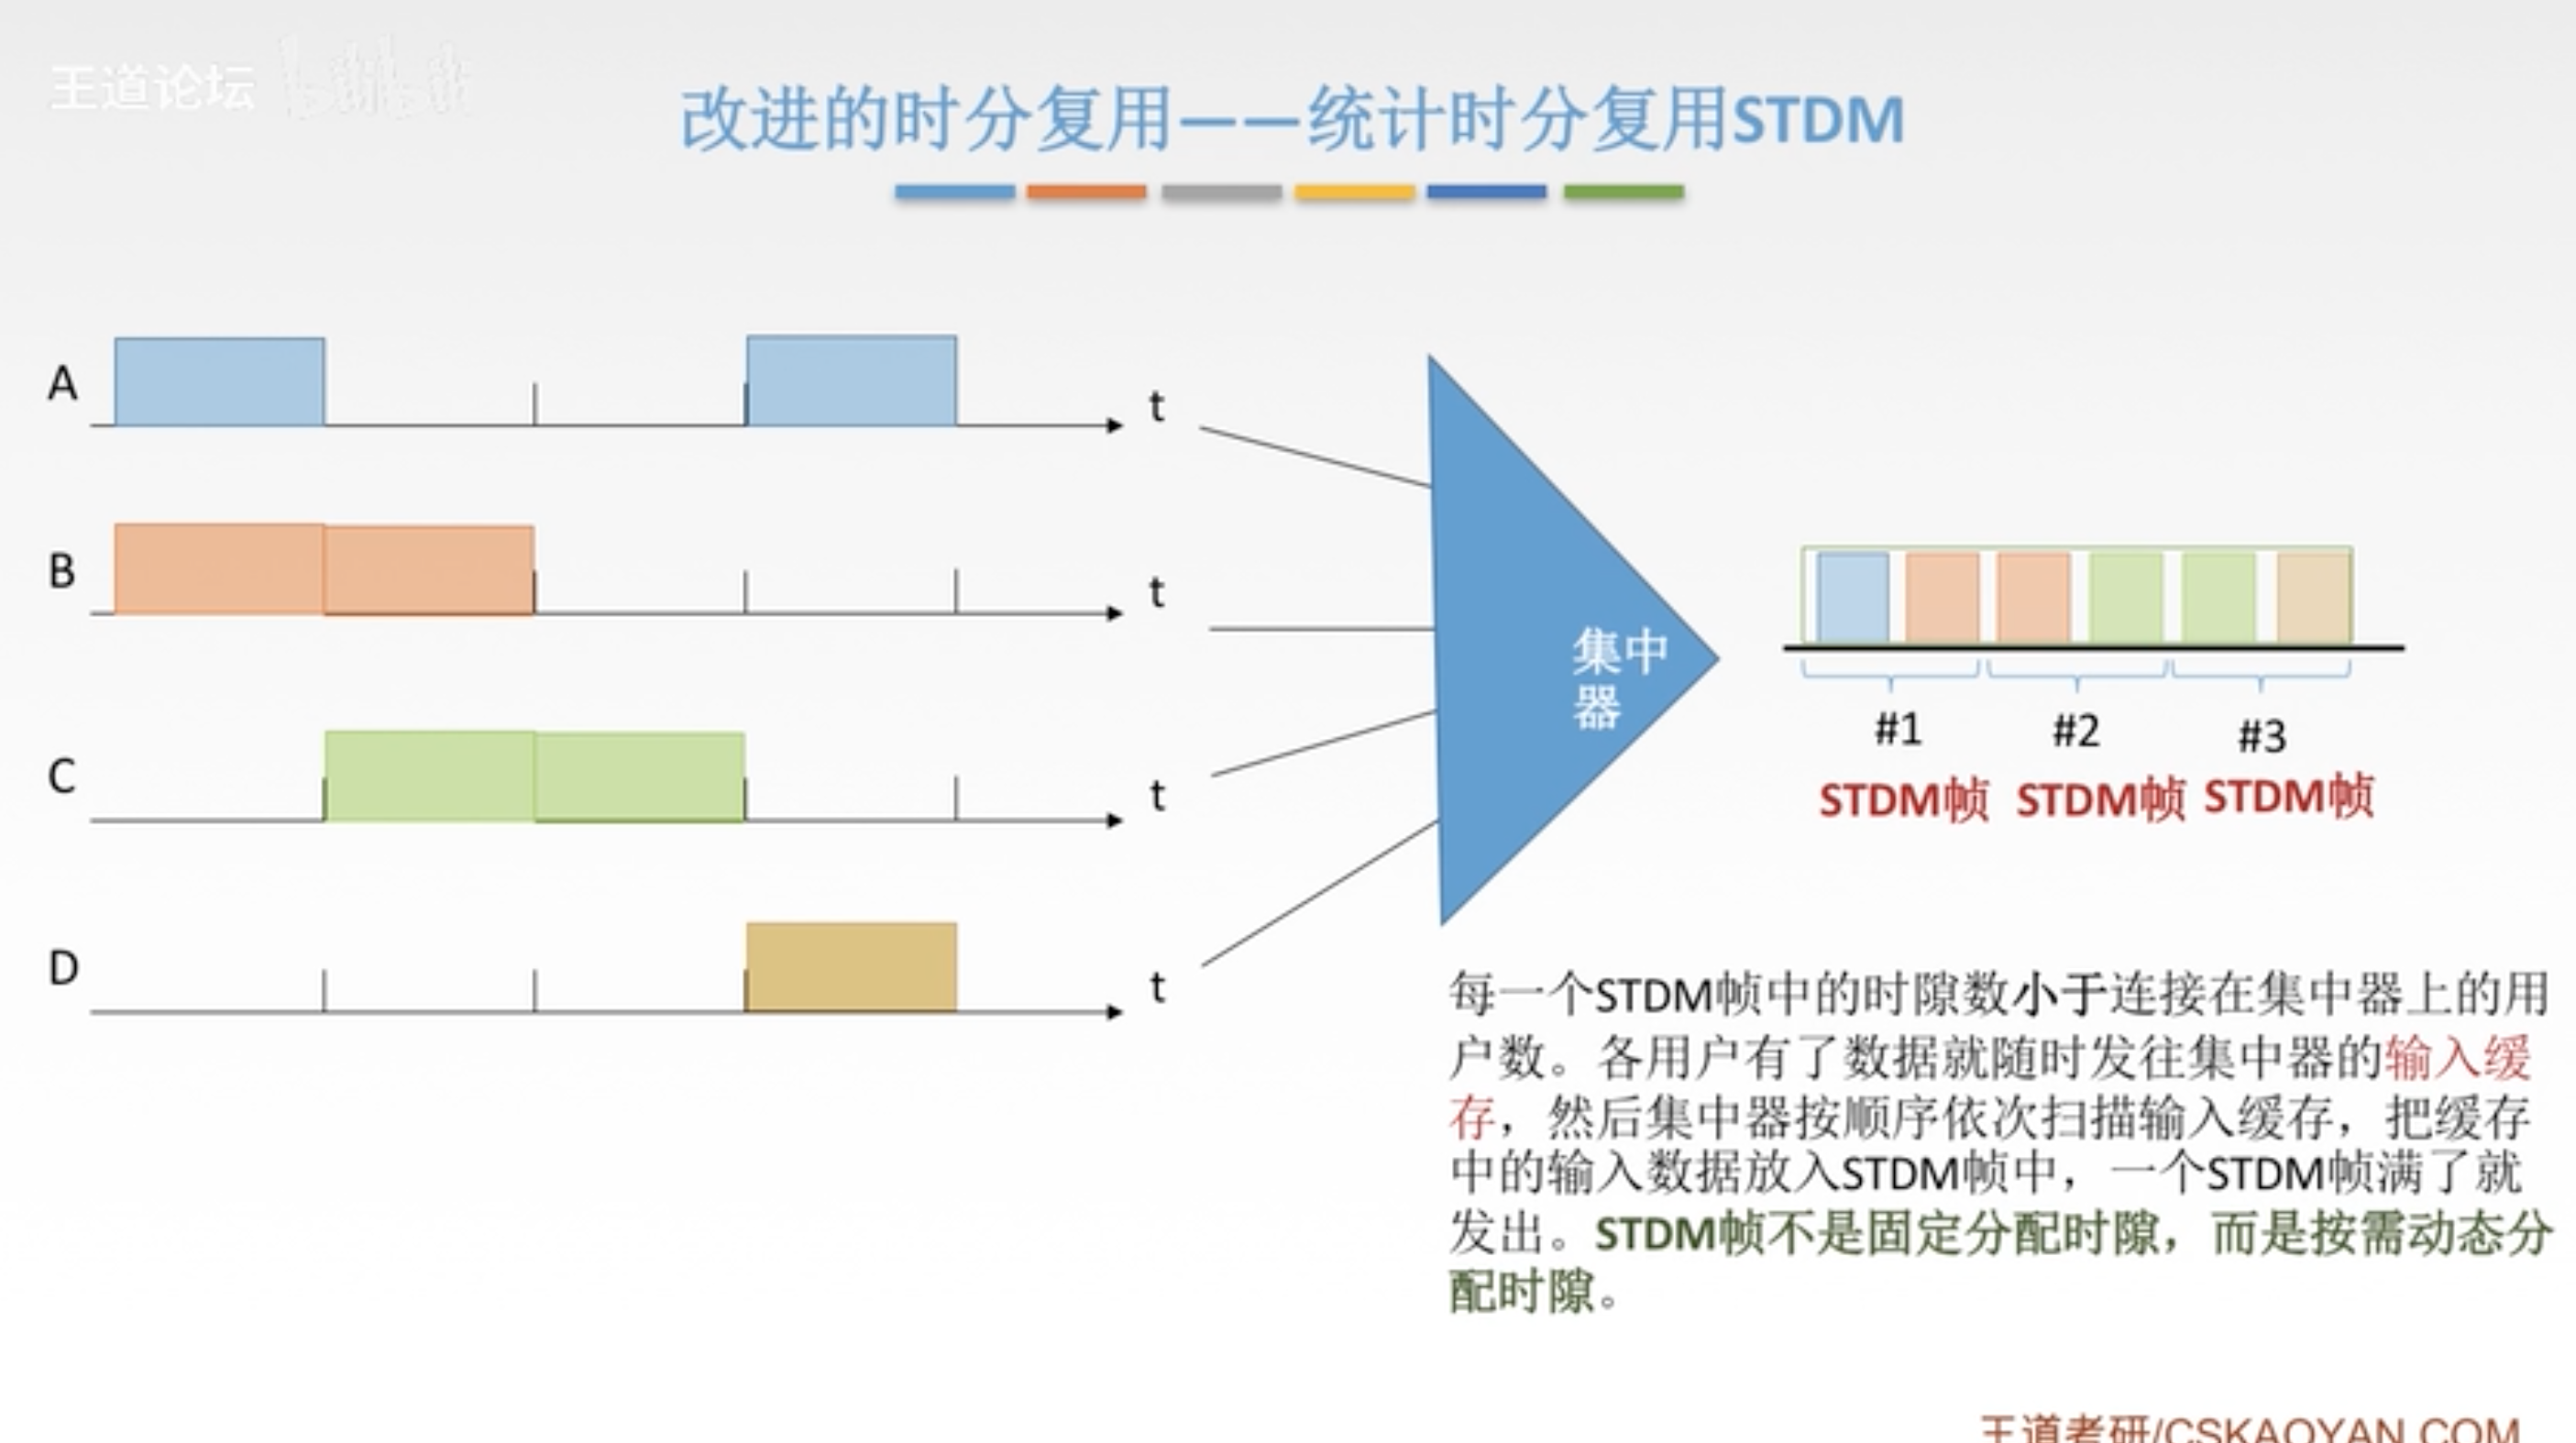 王道论坛 bilibili
改进的时分复用——统计时分复用STDM
A
t
B
t
C
t
D
t
集中
器
#1
#2
#3
STDM帧
STDM帧
STDM帧
每一个STDM帧中的时隙数小于连接在集中器上的用
户数。各用户有了数据就随时发往集中器的输入缓
存，然后集中器按顺序依次扫描输入缓存，把缓存
中的输入数据放入STDM帧中，一个STDM帧满了就
发出。STDM帧不是固定分配时隙，而是按需动态分
配时隙。
王道考研/CSKAOYAN.COM